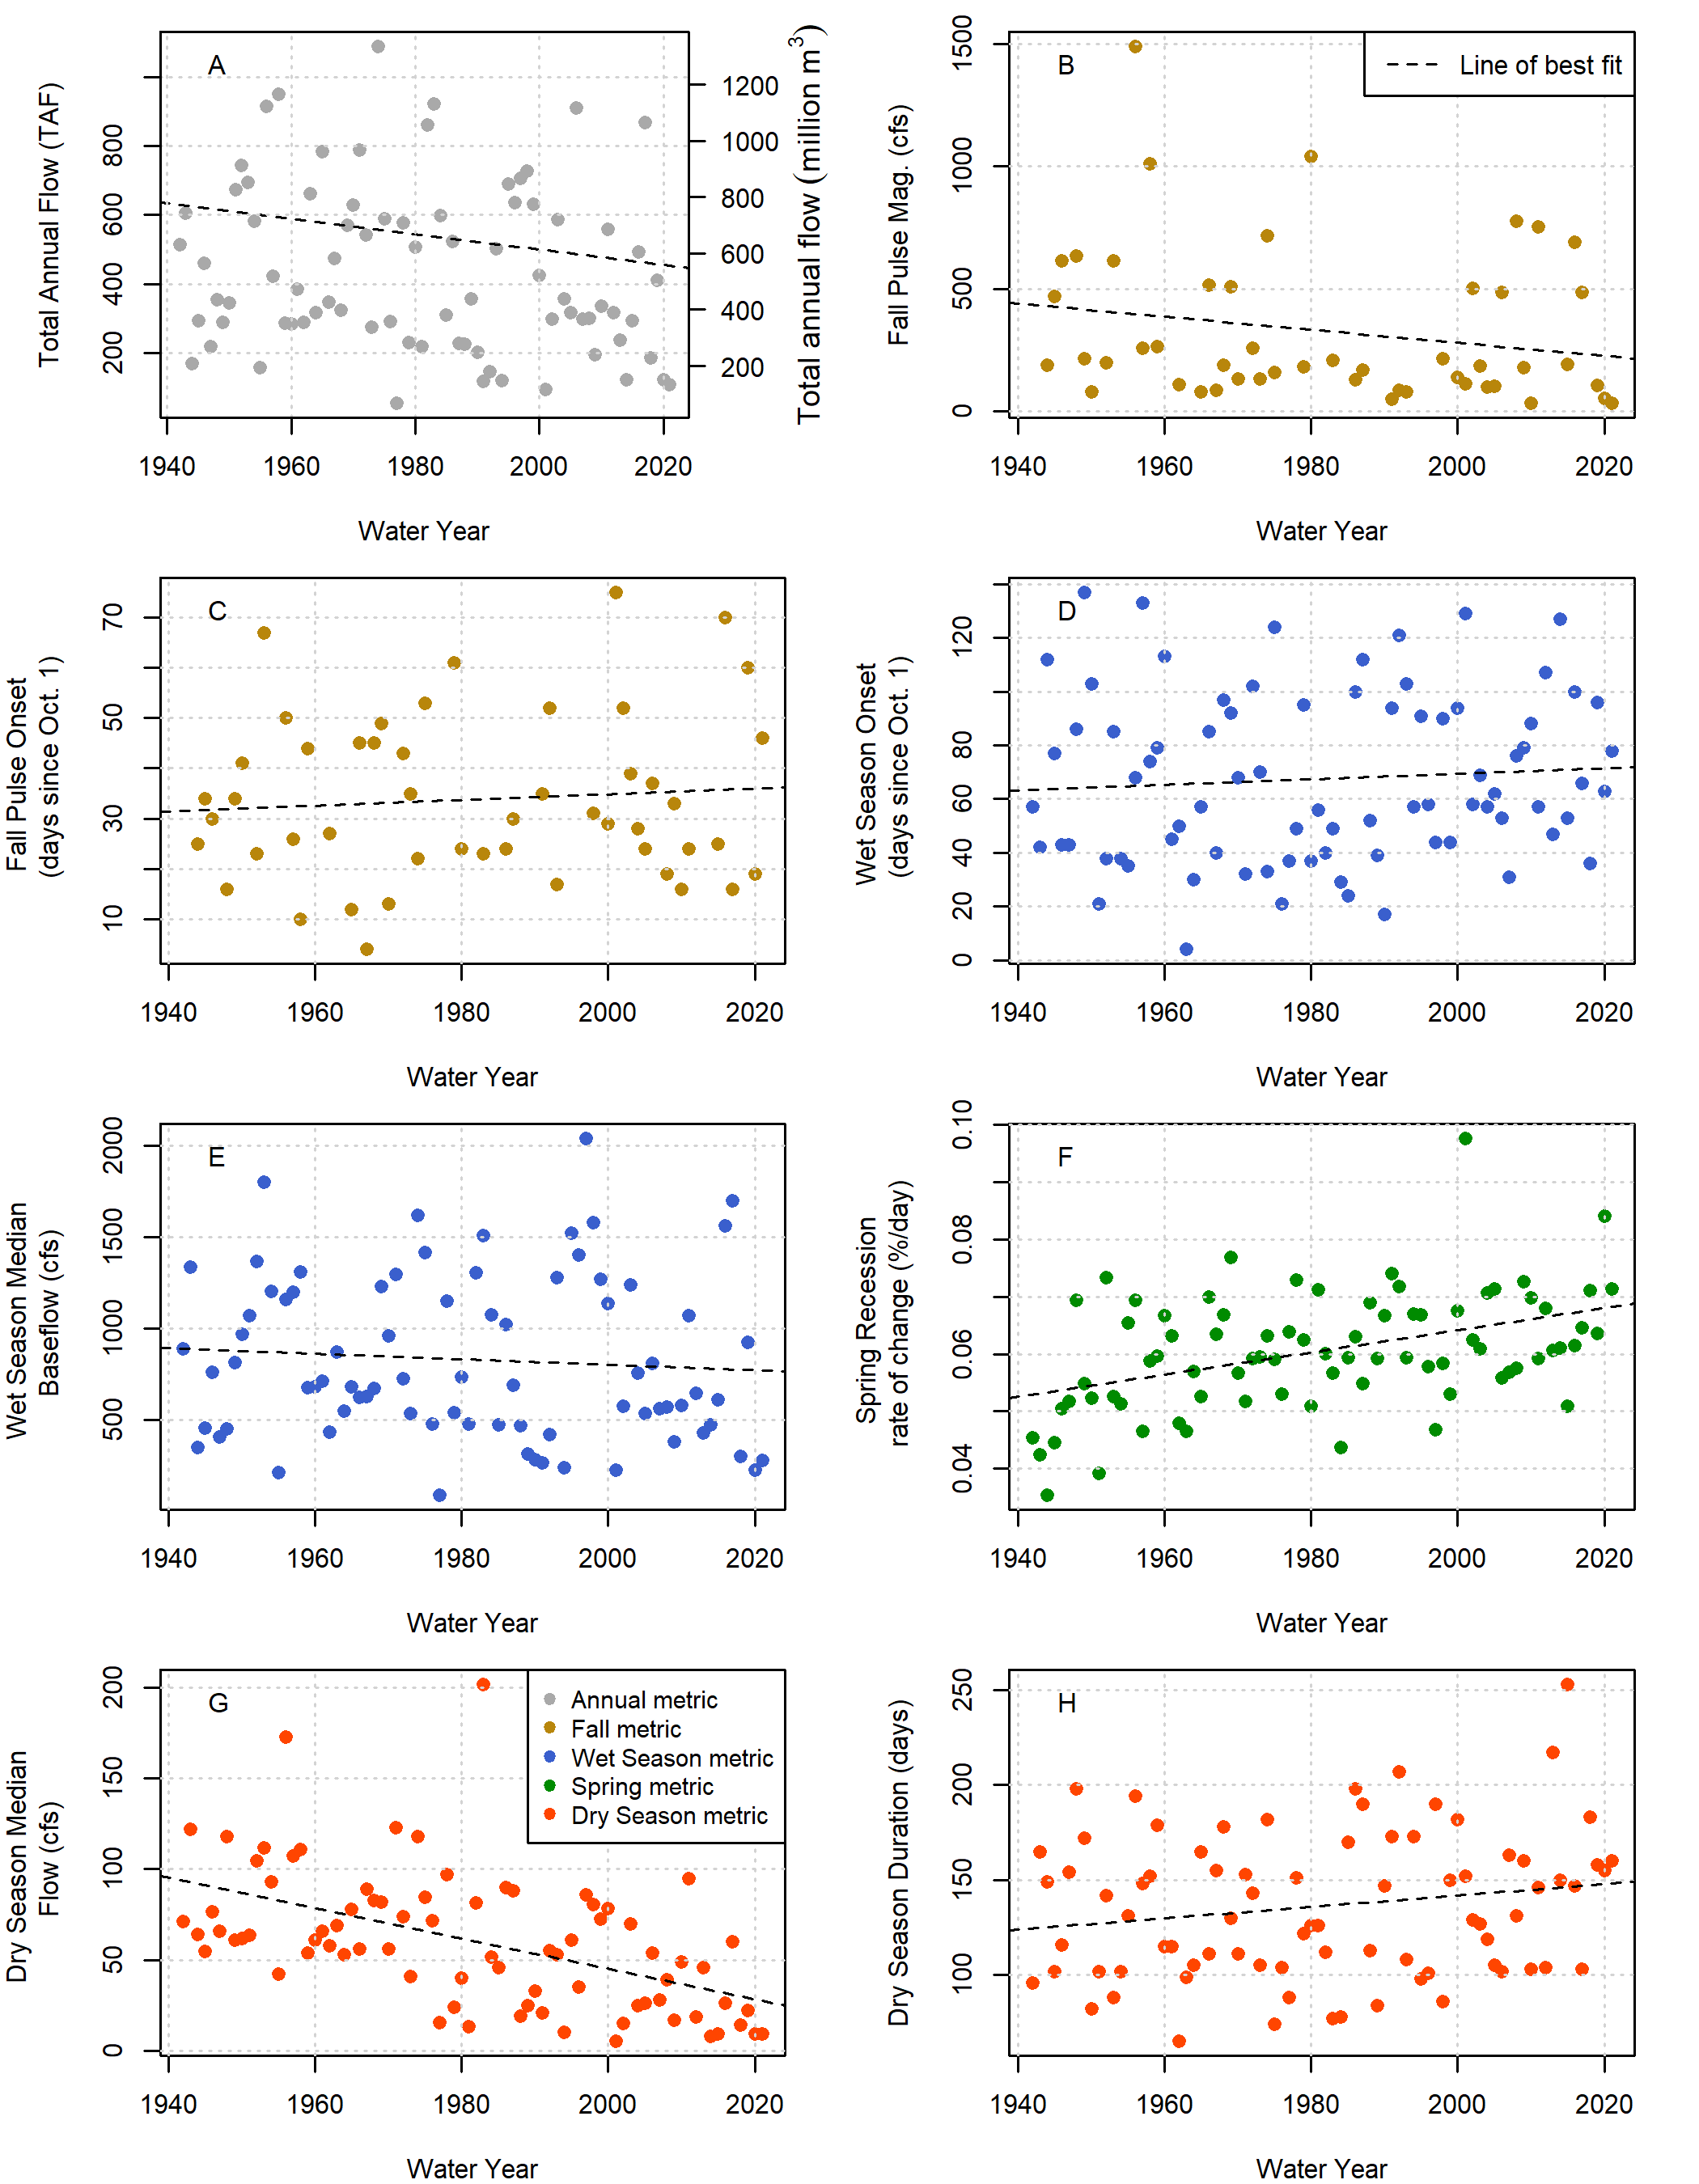 A
Total Annual Flow (TAF)
200
400
600
800
200
400
600
800
1000
1200
Total annual flow (million m³)
1940
1960
1980
2000
2020
Water Year
B
Line of best fit
Fall Pulse Mag. (cfs)
0
500
1000
1500
1940
1960
1980
2000
2020
Water Year
C
Fall Pulse Onset
(days since Oct. 1)
10
30
50
70
1940
1960
1980
2000
2020
Water Year
D
Wet Season Onset
(days since Oct. 1)
0
20
40
60
80
120
1940
1960
1980
2000
2020
Water Year
E
Wet Season Median
Baseflow (cfs)
500
1000
1500
2000
1940
1960
1980
2000
2020
Water Year
F
Spring Recession
rate of change (%/day)
0.04
0.06
0.08
0.10
1940
1960
1980
2000
2020
Water Year
G
Annual metric
Fall metric
Wet Season metric
Spring metric
Dry Season metric
Dry Season Median
Flow (cfs)
0
50
100
150
200
1940
1960
1980
2000
2020
Water Year
H
Dry Season Duration (days)
100
150
200
250
1940
1960
1980
2000
2020
Water Year